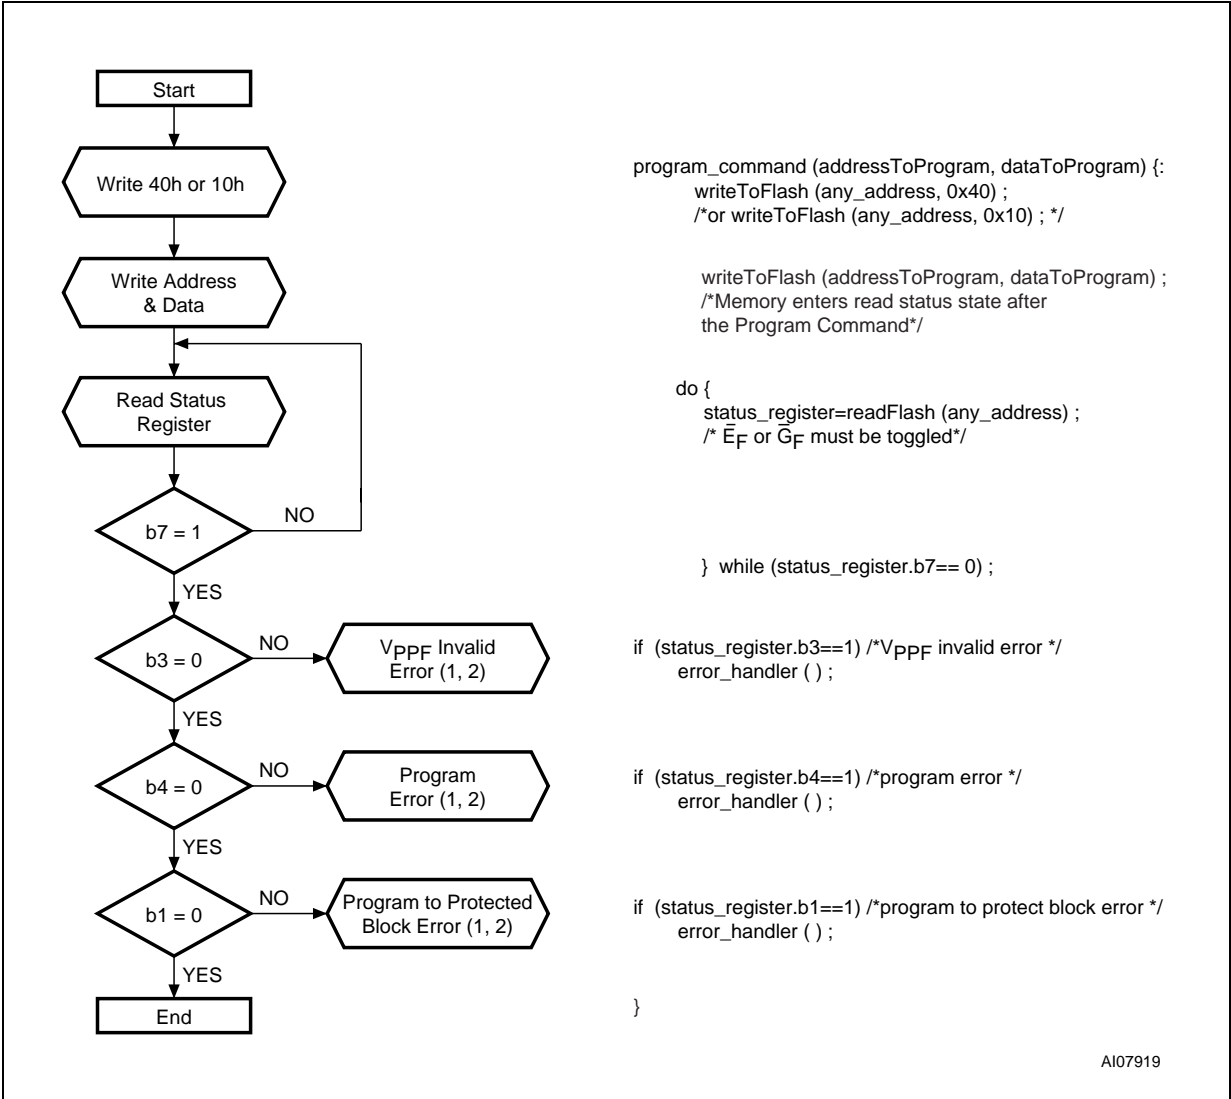 Start
Write 40h or 10h
program_command (addressToProgram, dataToProgram) {:
writeToFlash (any_address, 0x40) ;
/*or writeToFlash (any_address, 0x10) ; */
Write Address
& Data
writeToFlash (addressToProgram, dataToProgram) ;
/*Memory enters read status state after
the Program Command*/
Read Status
Register
do {
status_register=readFlash (any_address) ;
/* E̅F or G̅F must be toggled*/
b7 = 1
NO
YES
} while (status_register.b7== 0) ;
b3 = 0
NO
YES
VPPF Invalid
Error (1, 2)
if (status_register.b3==1) /*VPPF invalid error */
error_handler ( ) ;
b4 = 0
NO
YES
Program
Error (1, 2)
if (status_register.b4==1) /*program error */
error_handler ( ) ;
b1 = 0
NO
YES
Program to Protected
Block Error (1, 2)
if (status_register.b1==1) /*program to protect block error */
error_handler ( ) ;
End
}
AI07919